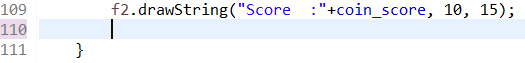 109 f2.drawString("Score  :"+coin_score, 10, 15);
110
111 }